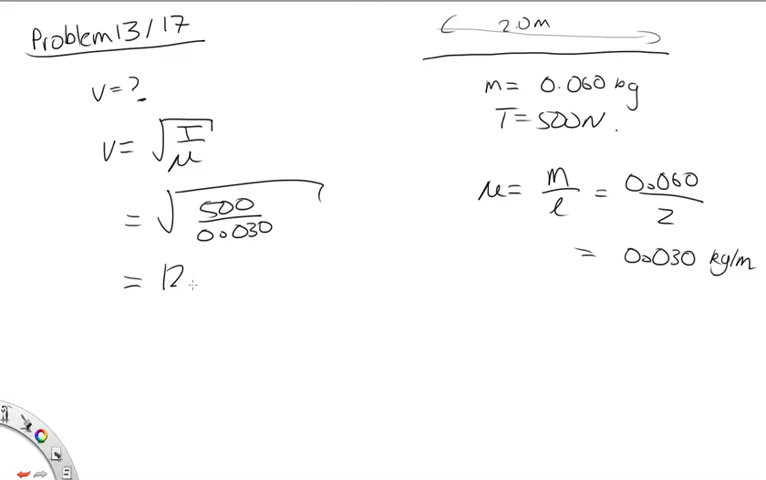 Problem 13/17
v = ?
v = √(T/μ)
= √(500/0.030)
= 12
2.0m
m = 0.060 kg
T = 500N.
μ = m/l = 0.060/2
= 0.030 kg/m